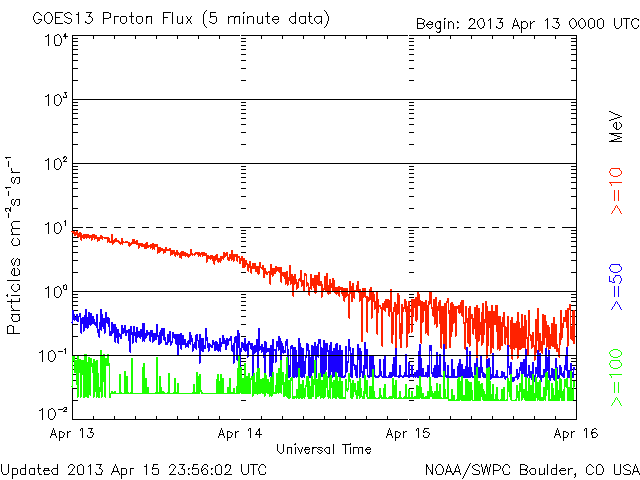 GOES13 Proton Flux (5 minute data)
Begin: 2013 Apr 13 0000 UTC
10⁴
10³
10²
10¹
10⁰
10⁻¹
10⁻²
Particles cm⁻²s⁻¹sr⁻¹
>=10 MeV
>=50
>=100
Apr 13
Apr 14
Apr 15
Apr 16
Universal Time
Updated 2013 Apr 15 23:56:02 UTC
NOAA/SWPC Boulder, CO USA